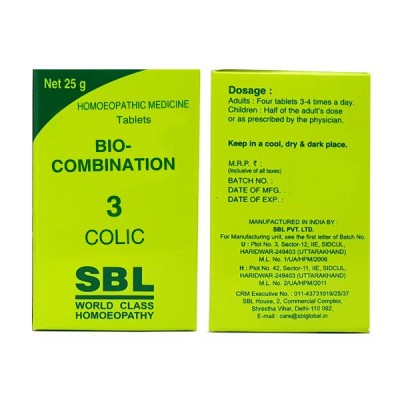 Net 25 g
HOMOEOPATHIC MEDICINE
Tablets
BIO-
COMBINATION
3
COLIC
SBL
WORLD CLASS
HOMOEOPATHY
Dosage :
Adults : Four tablets 3-4 times a day.
Children : Half of the adult's dose
or as prescribed by the physician.
Keep in a cool, dry & dark place.
M.R.P. ₹ :
(Inclusive of all taxes)
BATCH NO. :
DATE OF MFG. :
DATE OF EXP. :
MANUFACTURED IN INDIA BY :
SBL PVT. LTD.
For Manufacturing unit, see the first letter of Batch No.
U : Plot No. 3, Sector-12, IIE, SIDCUL,
HARIDWAR-249403 (UTTARAKHAND)
M.L. No. 1/UA/HPM/2006
H : Plot No. 42, Sector-11, IIE, SIDCUL,
HARIDWAR-249403 (UTTARAKHAND)
M.L. No. 2/UA/HPM/2011
CRM Executive No. : 011-43731019/25/37
SBL House, 2, Commercial Complex,
Shrestha Vihar, Delhi-110 092,
E-mail : care@sblglobal.in